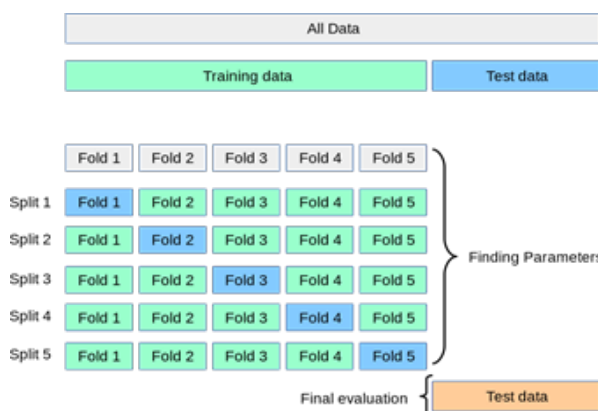 All Data
Training data Test data
Fold 1 Fold 2 Fold 3 Fold 4 Fold 5
Split 1 Fold 1 Fold 2 Fold 3 Fold 4 Fold 5
Split 2 Fold 1 Fold 2 Fold 3 Fold 4 Fold 5
Finding Parameters
Split 3 Fold 1 Fold 2 Fold 3 Fold 4 Fold 5
Split 4 Fold 1 Fold 2 Fold 3 Fold 4 Fold 5
Split 5 Fold 1 Fold 2 Fold 3 Fold 4 Fold 5
Final evaluation Test data